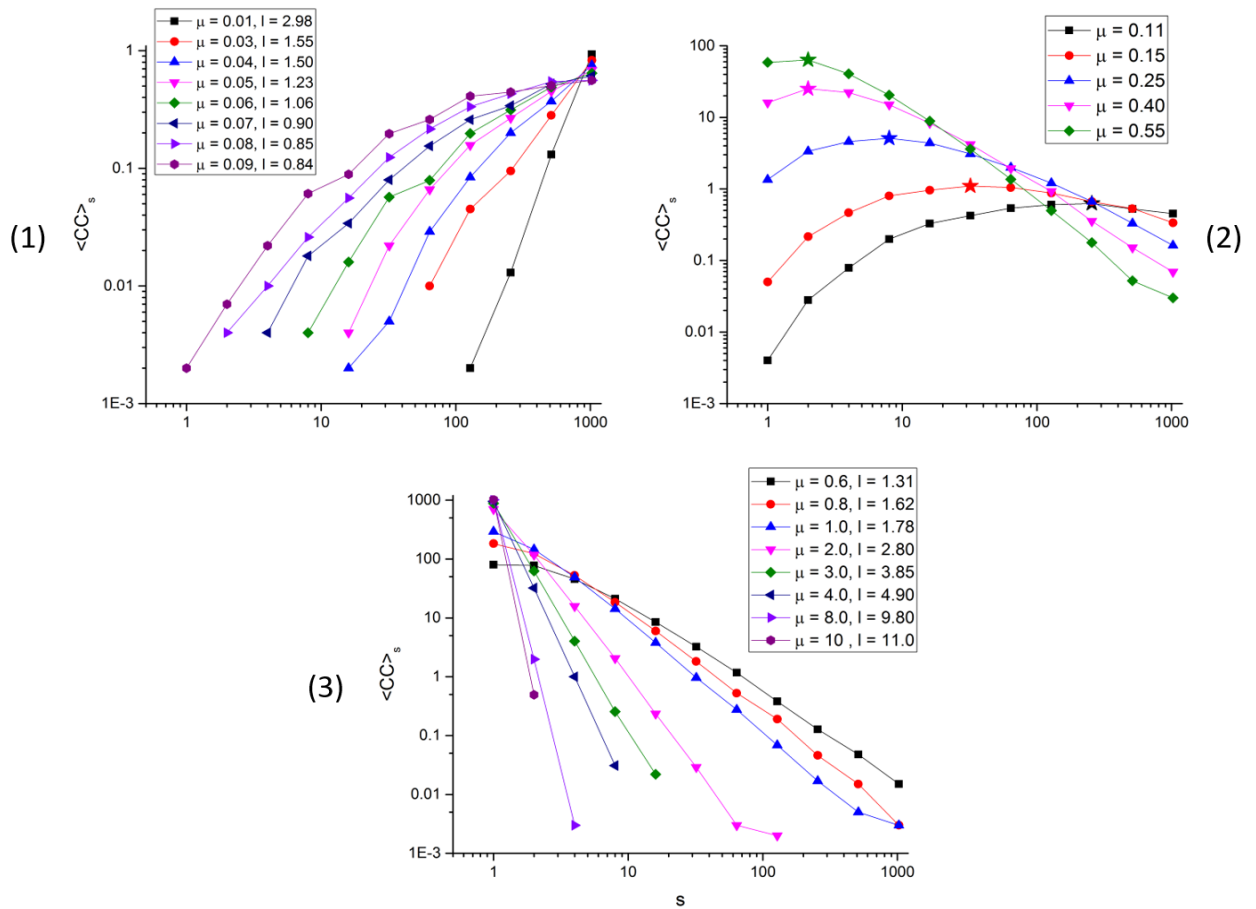 (1)
<CC>s
1
0.1
0.01
1E-3
1
10
100
1000
μ = 0.01, l = 2.98
μ = 0.03, l = 1.55
μ = 0.04, l = 1.50
μ = 0.05, l = 1.23
μ = 0.06, l = 1.06
μ = 0.07, l = 0.90
μ = 0.08, l = 0.85
μ = 0.09, l = 0.84
(2)
<CC>s
100
10
1
0.1
0.01
1E-3
1
10
100
1000
μ = 0.11
μ = 0.15
μ = 0.25
μ = 0.40
μ = 0.55
(3)
<CC>s
1000
100
10
1
0.1
0.01
1E-3
1
10
100
1000
s
μ = 0.6, l = 1.31
μ = 0.8, l = 1.62
μ = 1.0, l = 1.78
μ = 2.0, l = 2.80
μ = 3.0, l = 3.85
μ = 4.0, l = 4.90
μ = 8.0, l = 9.80
μ = 10 , l = 11.0